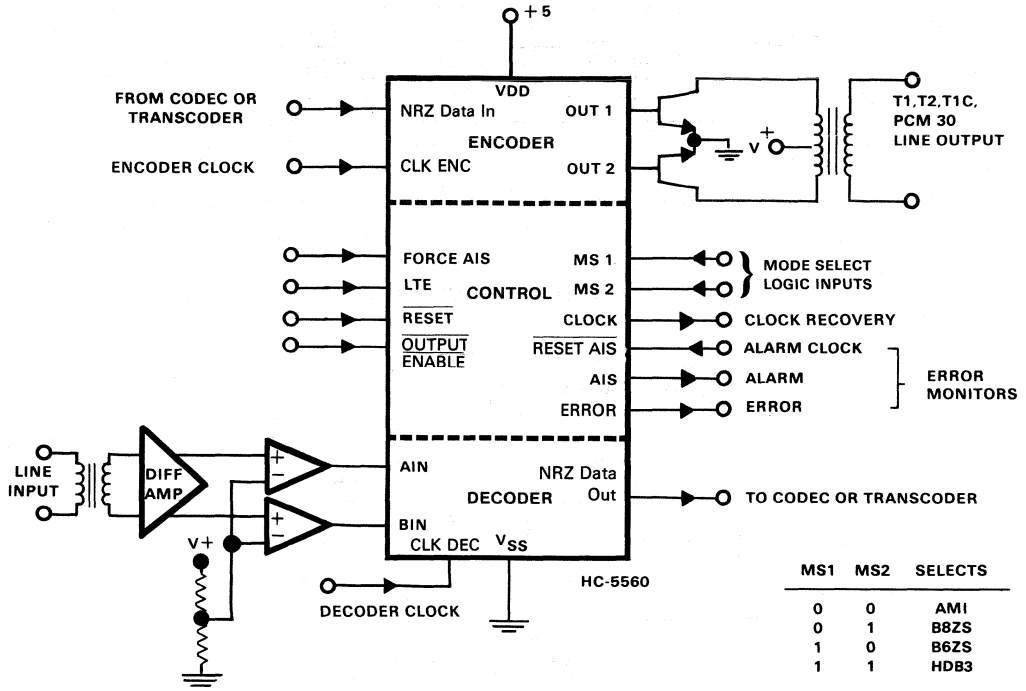 +5
VDD
FROM CODEC OR
TRANSCODER
NRZ Data In
OUT 1
ENCODER
ENCODER CLOCK
CLK ENC
OUT 2
V
+
T1,T2,T1C,
PCM 30
LINE OUTPUT
FORCE AIS
LTE
RESET
OUTPUT
ENABLE
CONTROL
MS 1
MS 2
MODE SELECT
LOGIC INPUTS
CLOCK
CLOCK RECOVERY
RESET AIS
ALARM CLOCK
AIS
ALARM
ERROR
ERROR
ERROR
MONITORS
LINE
INPUT
DIFF
AMP
+
−
+
−
V+
AIN
NRZ Data
Out
DECODER
TO CODEC OR TRANSCODER
BIN
CLK DEC
VSS
HC-5560
DECODER CLOCK
MS1 MS2 SELECTS
0 0 AMI
0 1 B8ZS
1 0 B6ZS
1 1 HDB3